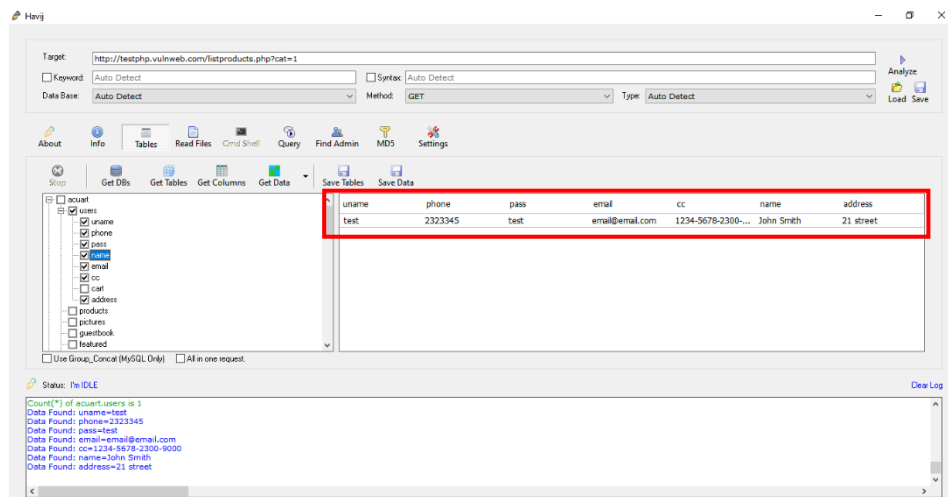 Havij
Target: http://testphp.vulnweb.com/listproducts.php?cat=1
Analyze
Keyword: Auto Detect Syntax: Auto Detect
Load Save
Data Base: Auto Detect Method: GET Type: Auto Detect
About Info Tables Read Files Cmd Shell Query Find Admin MD5 Settings
Stop Get DBs Get Tables Get Columns Get Data Save Tables Save Data
acuart
users
uname
phone
pass
name
email
cc
cart
address
products
pictures
guestbook
featured
uname phone pass email cc name address
test 2323345 test email@email.com 1234-5678-2300-... John Smith 21 street
Use Group_Concat (MySQL Only) All in one request.
Status: I'm IDLE Clear Log
Count(*) of acuart.users is 1
Data Found: uname=test
Data Found: phone=2323345
Data Found: pass=test
Data Found: email=email@email.com
Data Found: cc=1234-5678-2300-9000
Data Found: name=John Smith
Data Found: address=21 street